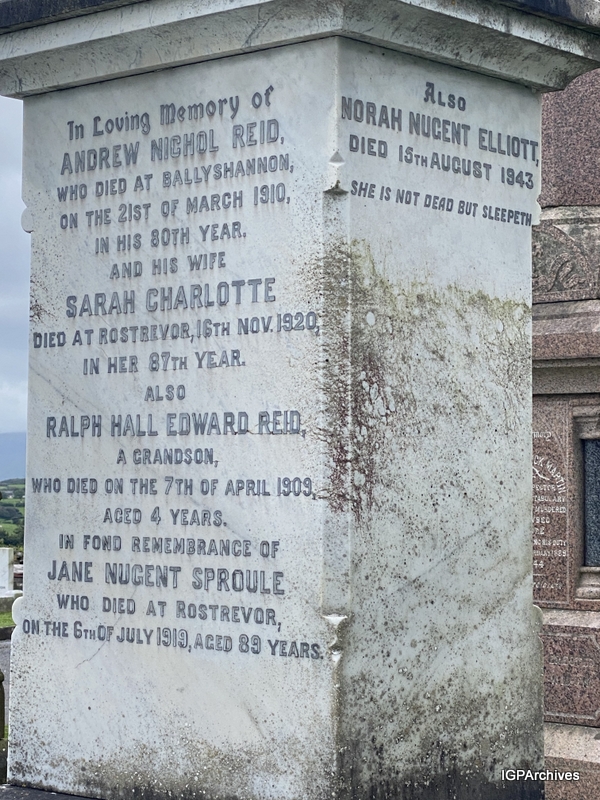 In Loving Memory of
ANDREW NICHOL REID,
WHO DIED AT BALLYSHANNON,
ON THE 21ST OF MARCH 1910,
IN HIS 80TH YEAR.
AND HIS WIFE
SARAH CHARLOTTE
DIED AT ROSTREVOR, 16TH NOV. 1920,
IN HER 87TH YEAR.
ALSO
RALPH HALL EDWARD REID,
A GRANDSON,
WHO DIED ON THE 7TH OF APRIL 1909,
AGED 4 YEARS.
IN FOND REMEMBRANCE OF
JANE NUGENT SPROULE
WHO DIED AT ROSTREVOR,
ON THE 6TH OF JULY 1919, AGED 89 YEARS.
ALSO
NORAH NUGENT ELLIOTT,
DIED 15TH AUGUST 1943
SHE IS NOT DEAD BUT SLEEPETH
MURDERED
HIS DUTY
IGPArchives